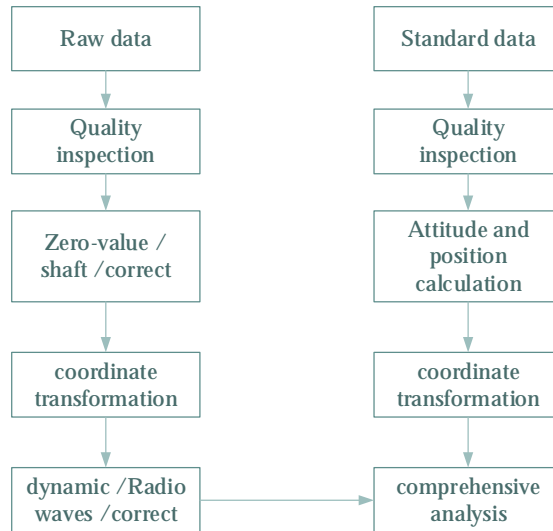 Raw data
Quality
inspection
Zero-value /
shaft /correct
coordinate
transformation
dynamic /Radio
waves /correct
Standard data
Quality
inspection
Attitude and
position
calculation
coordinate
transformation
comprehensive
analysis